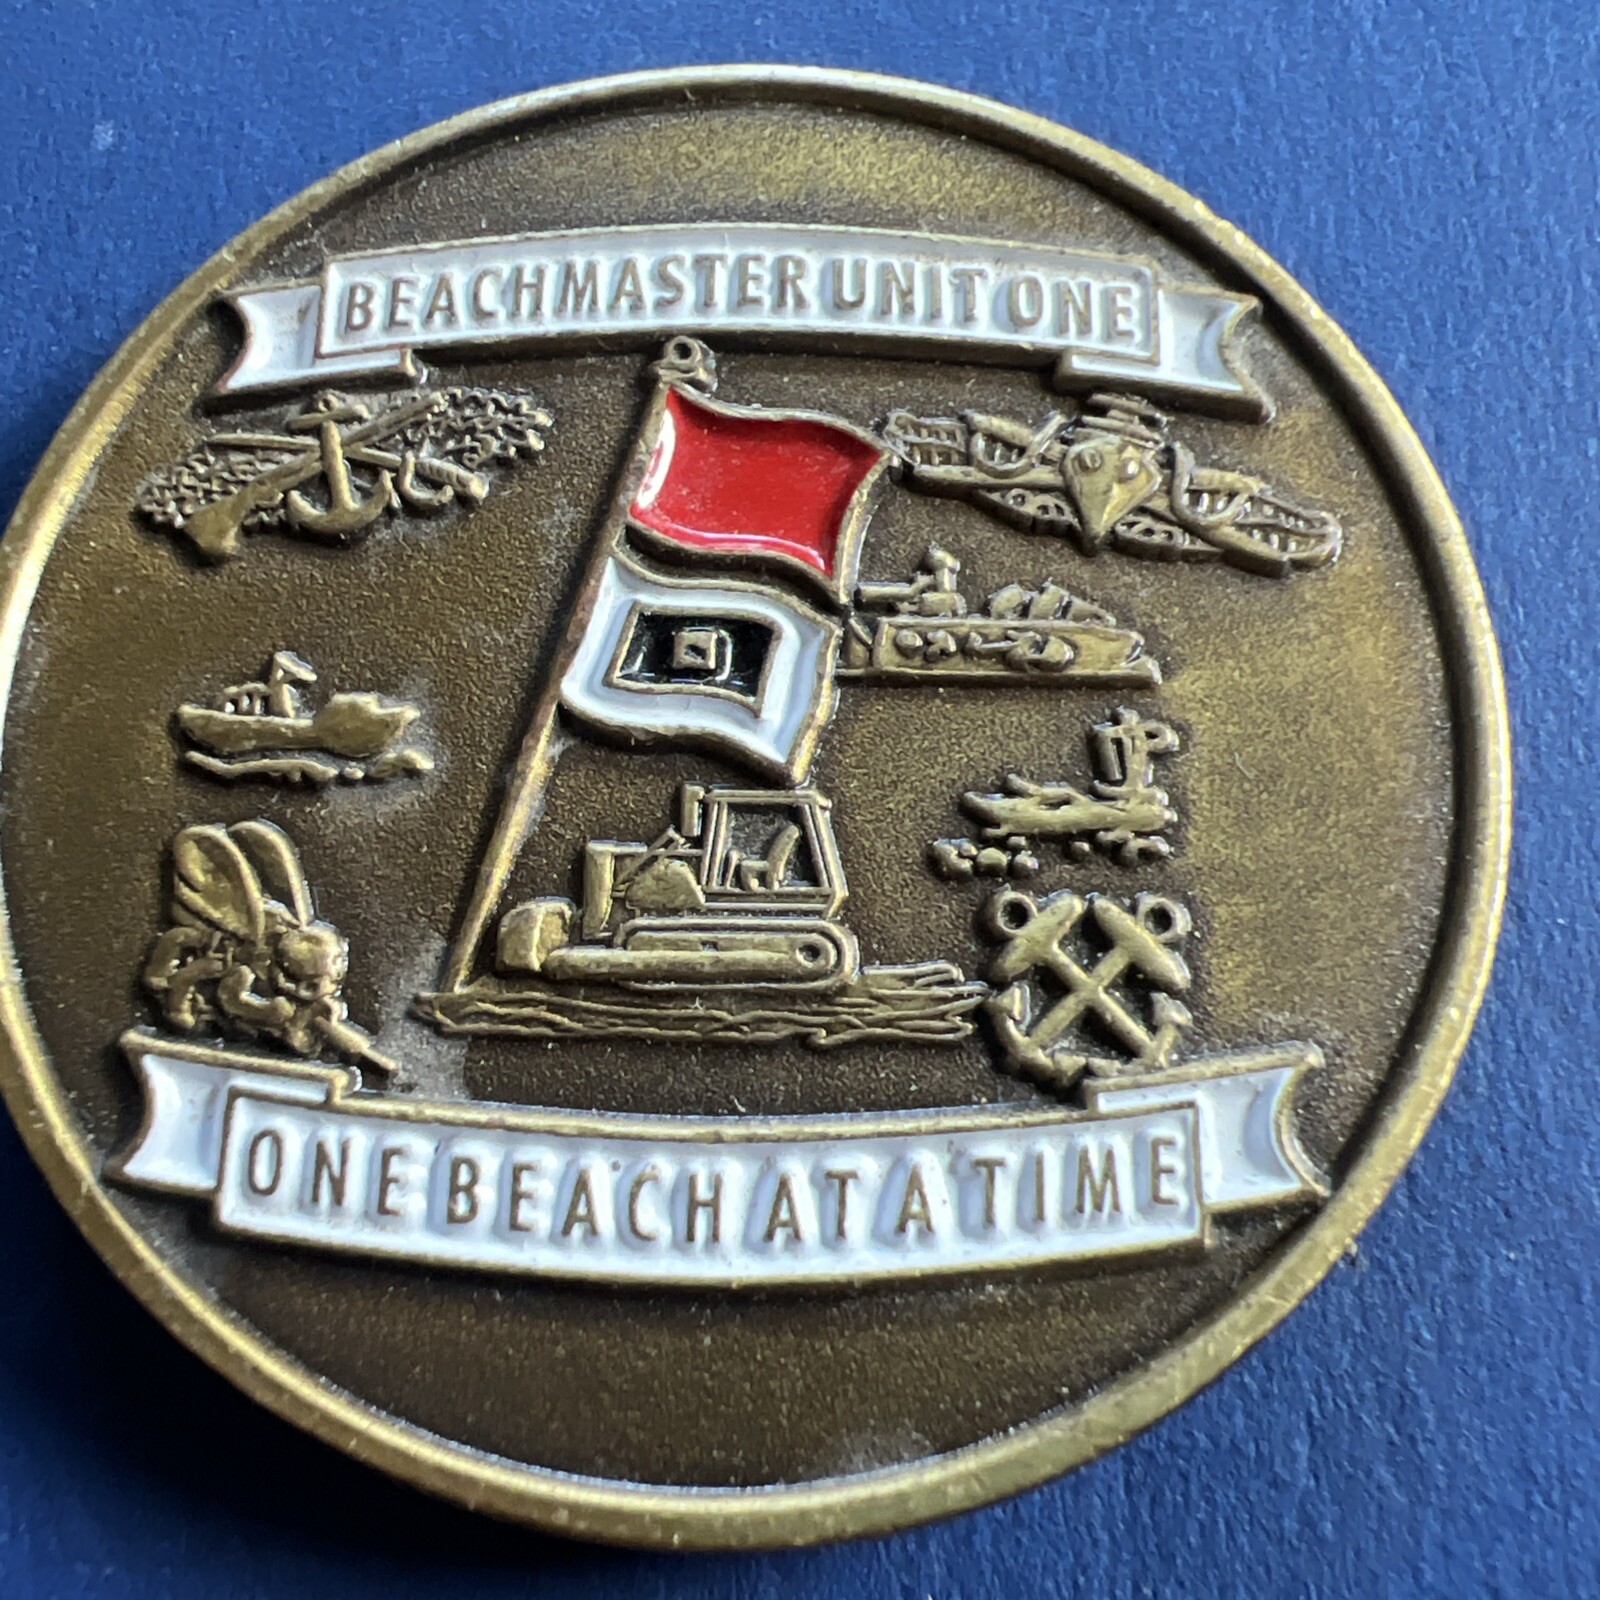 BEACHMASTER UNIT ONE
ONE BEACH AT A TIME